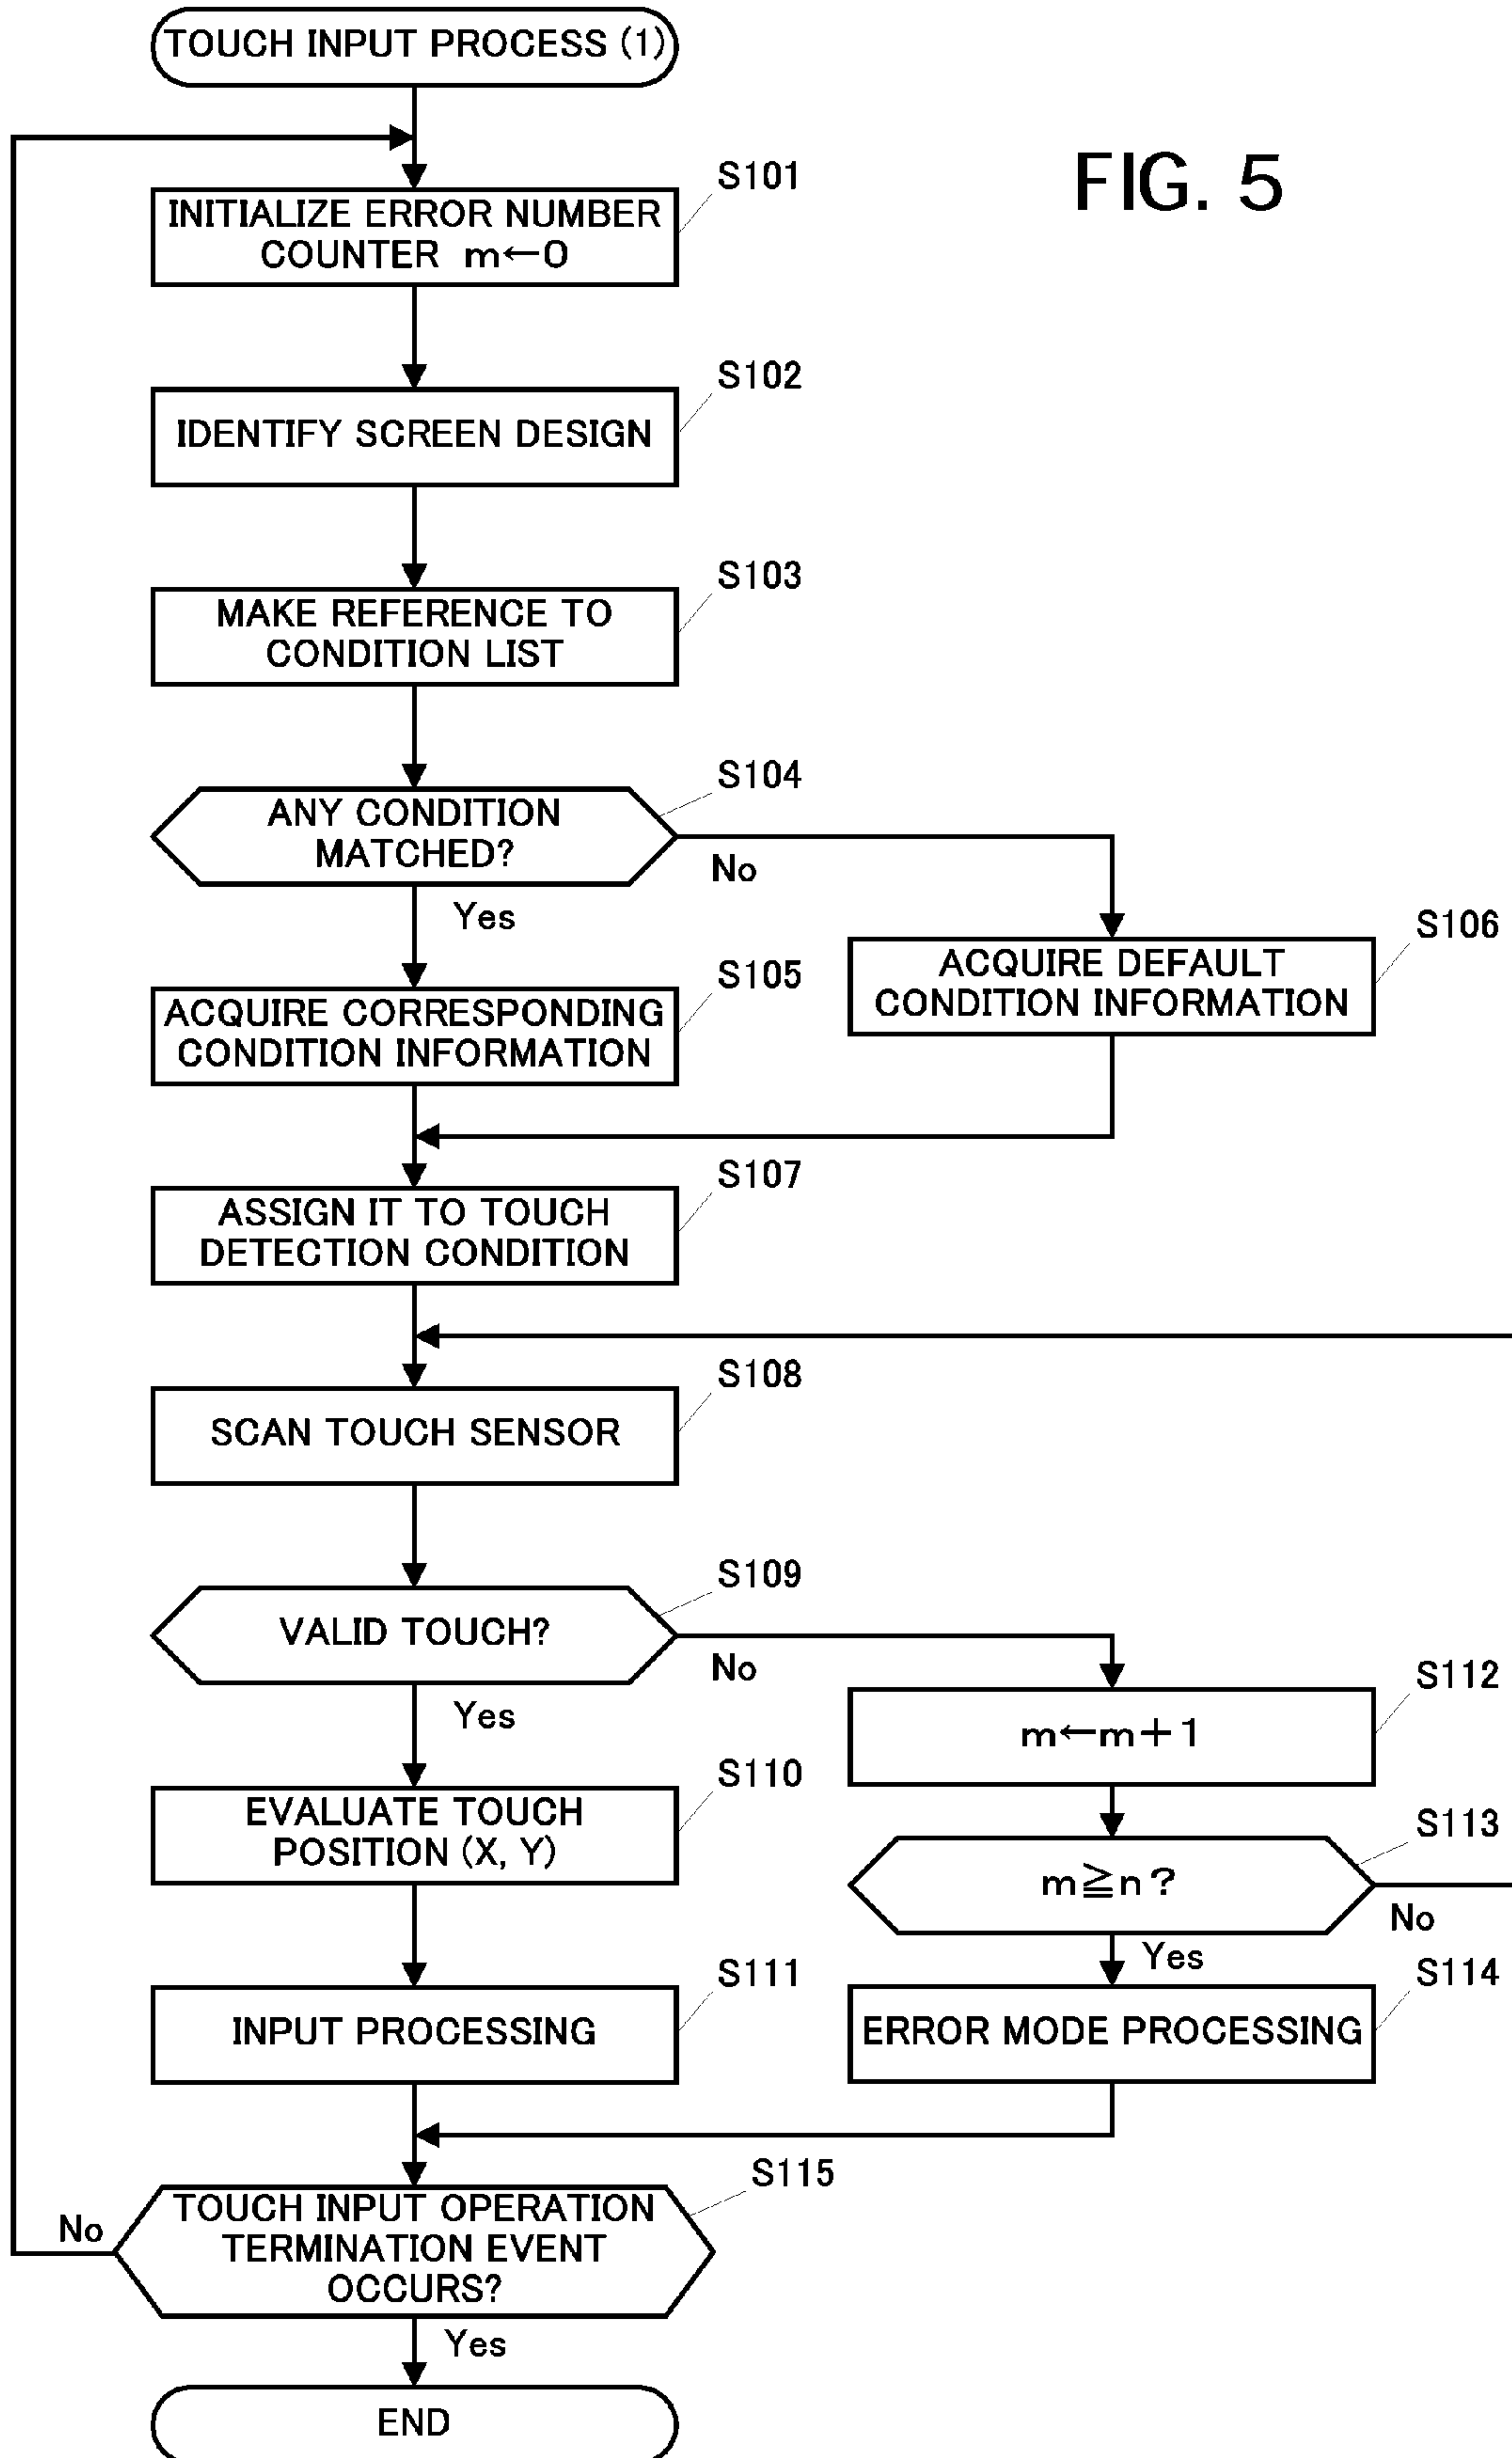 TOUCH INPUT PROCESS (1)
FIG. 5
S101
INITIALIZE ERROR NUMBER
COUNTER m←0
S102
IDENTIFY SCREEN DESIGN
S103
MAKE REFERENCE TO
CONDITION LIST
S104
ANY CONDITION
MATCHED?
No
Yes
S106
ACQUIRE DEFAULT
CONDITION INFORMATION
S105
ACQUIRE CORRESPONDING
CONDITION INFORMATION
S107
ASSIGN IT TO TOUCH
DETECTION CONDITION
S108
SCAN TOUCH SENSOR
S109
VALID TOUCH?
No
Yes
S112
m←m+1
S110
EVALUATE TOUCH
POSITION (X, Y)
S113
m≧n?
No
Yes
S111
INPUT PROCESSING
S114
ERROR MODE PROCESSING
S115
TOUCH INPUT OPERATION
TERMINATION EVENT
OCCURS?
No
Yes
END